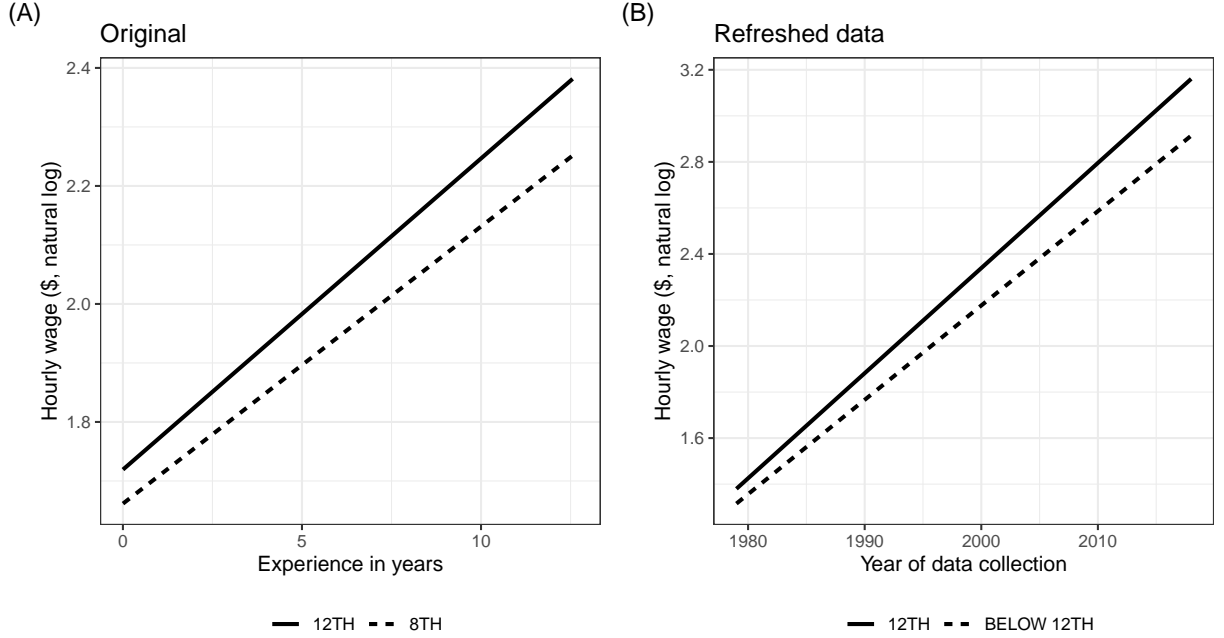 (A)
Original
2.4
2.2
2.0
1.8
Hourly wage ($, natural log)
0 5 10
Experience in years
12TH 8TH
(B)
Refreshed data
3.2
2.8
2.4
2.0
1.6
Hourly wage ($, natural log)
1980 1990 2000 2010
Year of data collection
12TH BELOW 12TH